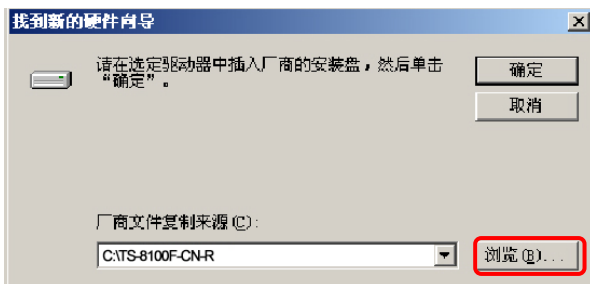 找到新的硬件向导
请在选定驱动器中插入厂商的安装盘，然后单击
“确定”。
确定
取消
厂商文件复制来源(C):
C:\TS-8100F-CN-R
浏览(B)...